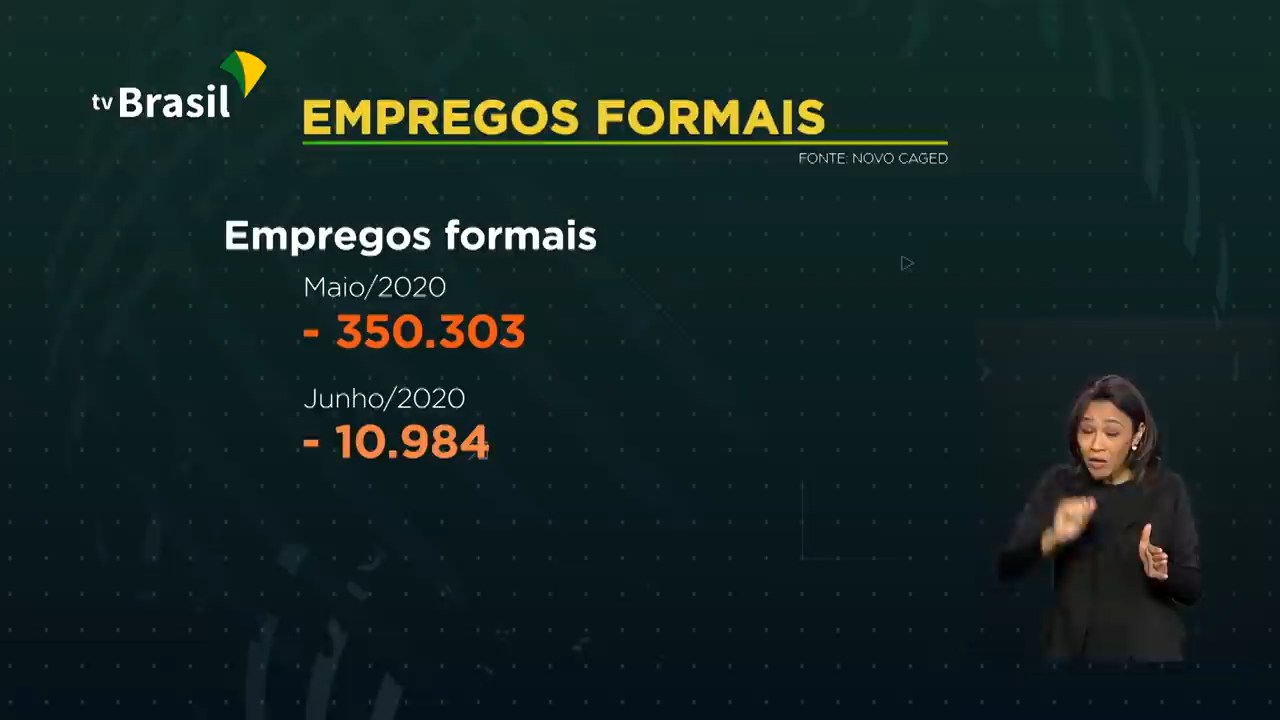 tv Brasil
EMPREGOS FORMAIS
FONTE: NOVO CAGED
Empregos formais
Maio/2020
- 350.303
Junho/2020
- 10.984